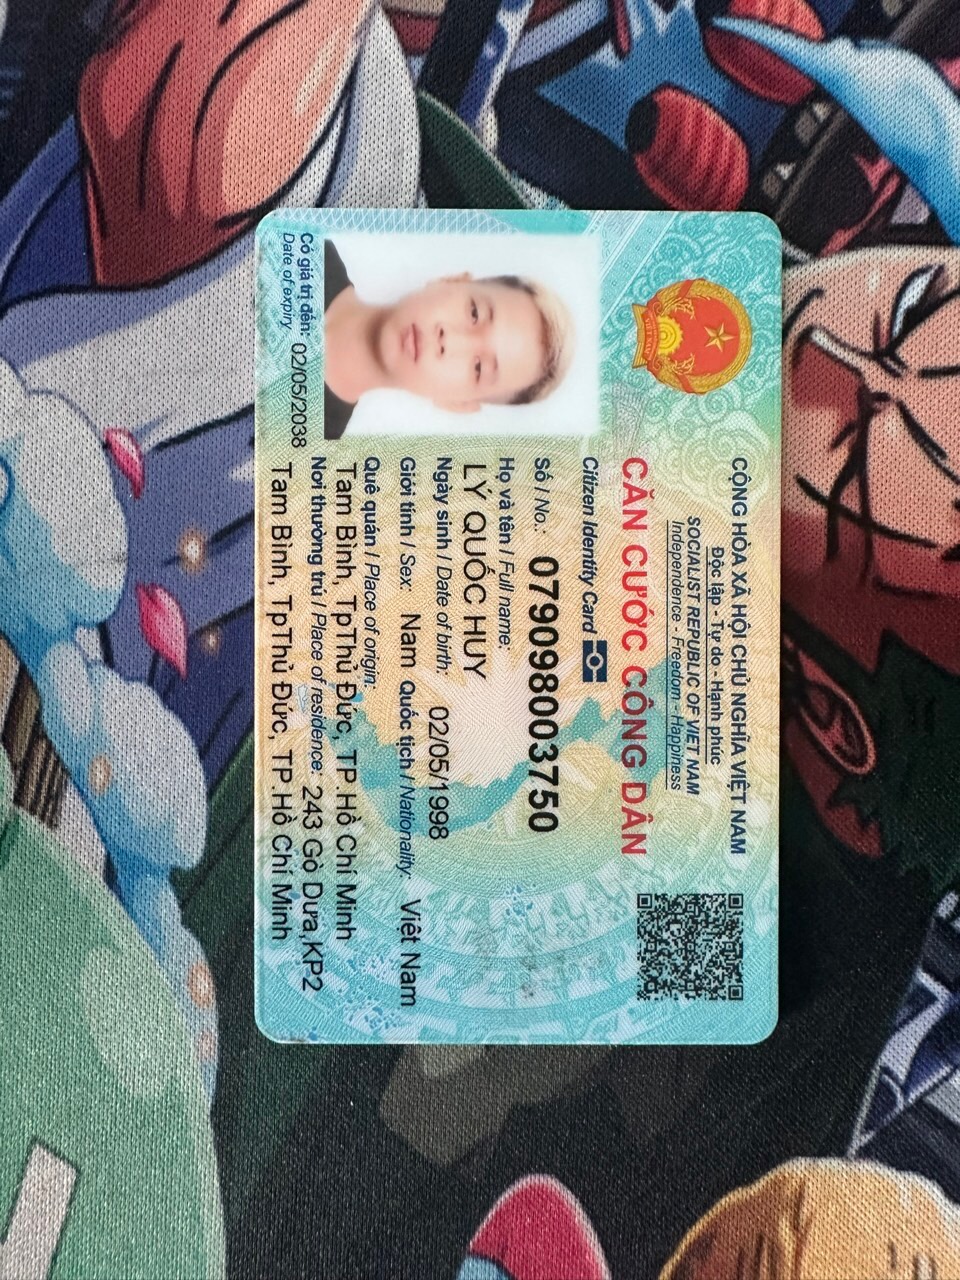 CỘNG HÒA XÃ HỘI CHỦ NGHĨA VIỆT NAM
Độc lập - Tự do - Hạnh phúc
SOCIALIST REPUBLIC OF VIET NAM
Independence - Freedom - Happiness
CĂN CƯỚC CÔNG DÂN
Citizen Identity Card
Số / No.: 079098003750
Họ và tên / Full name:
LÝ QUỐC HUY
Ngày sinh / Date of birth: 02/05/1998
Giới tính / Sex: Nam Quốc tịch / Nationality: Việt Nam
Quê quán / Place of origin:
Tam Bình, TpThủ Đức, TP.Hồ Chí Minh
Nơi thường trú / Place of residence: 243 Gò Dưa,KP2
Tam Bình, TpThủ Đức, TP.Hồ Chí Minh
Có giá trị đến: 02/05/2038
Date of expiry